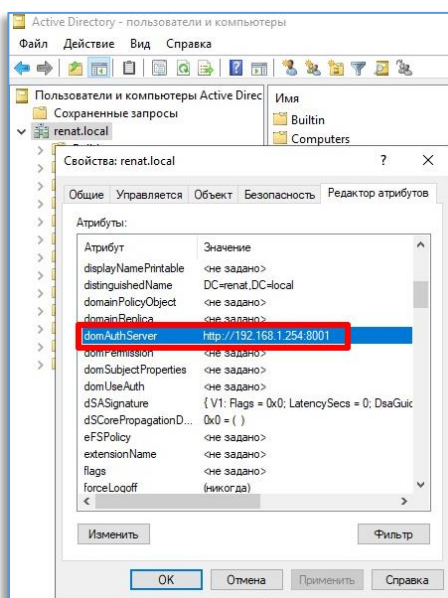 Active Directory - пользователи и компьютеры
Файл Действие Вид Справка
Пользователи и компьютеры Active Direc
Сохраненные запросы
renat.local
Имя
Builtin
Computers
Свойства: renat.local ? ×
Общие Управляется Объект Безопасность Редактор атрибутов
Атрибуты:
Атрибут Значение
displayNamePrintable <не задано>
distinguishedName DC=renat,DC=local
domainPolicyObject <не задано>
domainReplica <не задано>
domAuthServer http://192.168.1.254:8001
domPermission <не задано>
domSubjectProperties <не задано>
domUseAuth <не задано>
dSASignature { V1: Flags = 0x0; LatencySecs = 0; DsaGuic
dSCorePropagationD... 0x0 = ( )
eFSPolicy <не задано>
extensionName <не задано>
flags <не задано>
forceLogoff (никогда)
Изменить Фильтр
OK Отмена Применить Справка